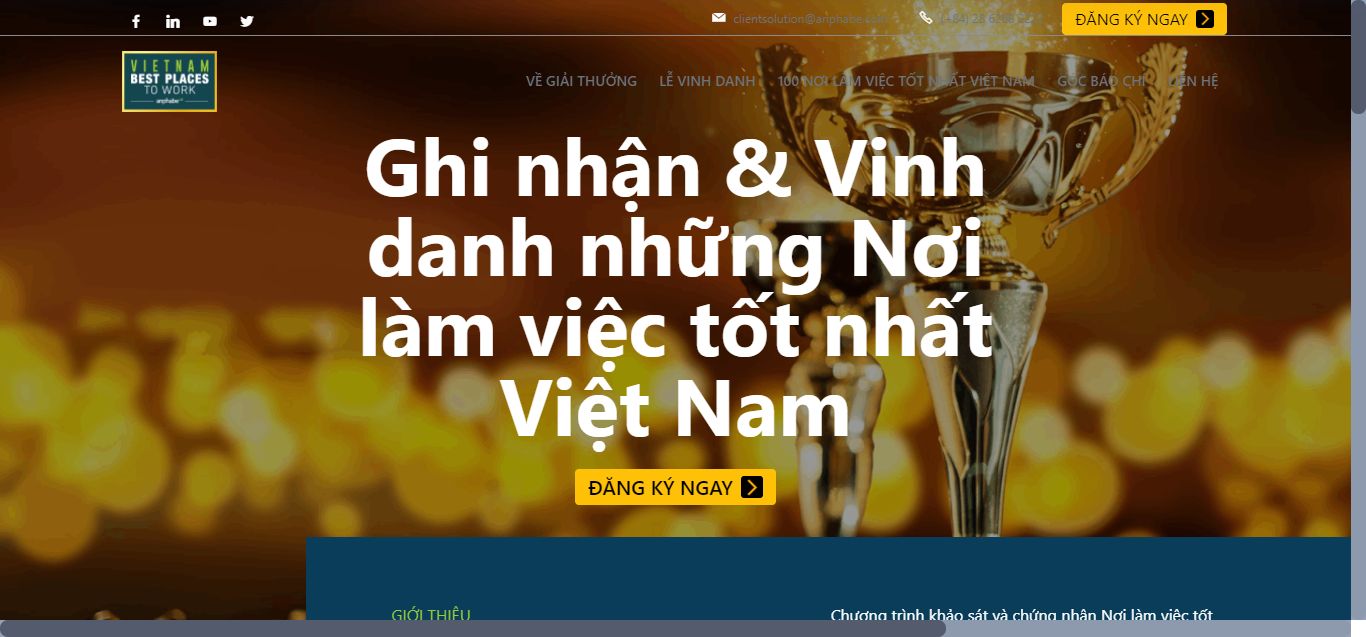 clientsolution@anphabe.com
ĐĂNG KÝ NGAY
VIETNAM
BEST PLACES
TO WORK
anphabe
VỀ GIẢI THƯỞNG
LỄ VINH DANH
100 NƠI LÀM VIỆC TỐT NHẤT VIỆT NAM
GÓC BÁO CHÍ
LIÊN HỆ
Ghi nhận & Vinh
danh những Nơi
làm việc tốt nhất
Việt Nam
ĐĂNG KÝ NGAY
GIỚI THIỆU
Chương trình khảo sát và chứng nhận Nơi làm việc tốt